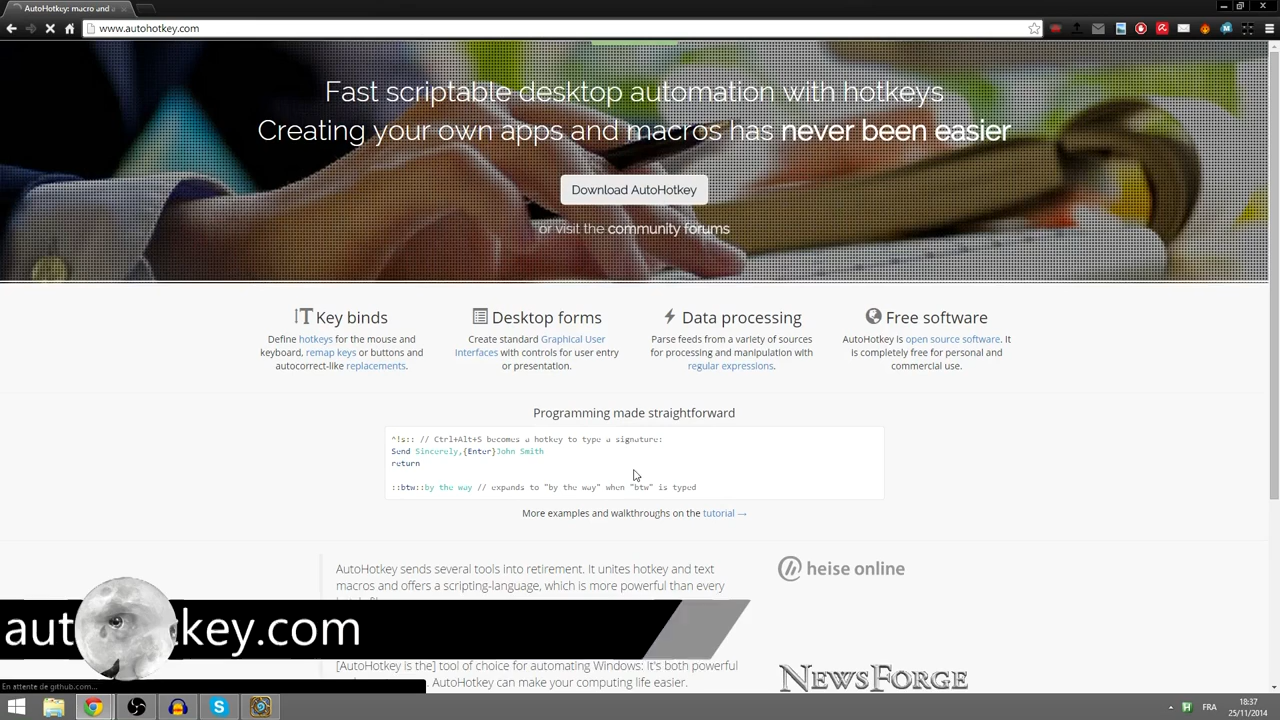 AutoHotkey: macro and a
www.autohotkey.com
Fast scriptable desktop automation with hotkeys
Creating your own apps and macros has never been easier
Download AutoHotkey
or visit the community forums
Key binds
Define hotkeys for the mouse and
keyboard, remap keys or buttons and
autocorrect-like replacements.
Desktop forms
Create standard Graphical User
Interfaces with controls for user entry
or presentation.
Data processing
Parse feeds from a variety of sources
for processing and manipulation with
regular expressions.
Free software
AutoHotkey is open source software. It
is completely free for personal and
commercial use.
Programming made straightforward
^!s:: // Ctrl+Alt+S becomes a hotkey to type a signature:
Send Sincerely,{Enter}John Smith
return
::btw::by the way // expands to "by the way" when "btw" is typed
More examples and walkthroughs on the tutorial →
AutoHotkey sends several tools into retirement. It unites hotkey and text
macros and offers a scripting-language, which is more powerful than every
heise online
[AutoHotkey is the] tool of choice for automating Windows: It's both powerful
AutoHotkey can make your computing life easier.
NewsForge
En attente de github.com...
FRA
18:37
25/11/2014